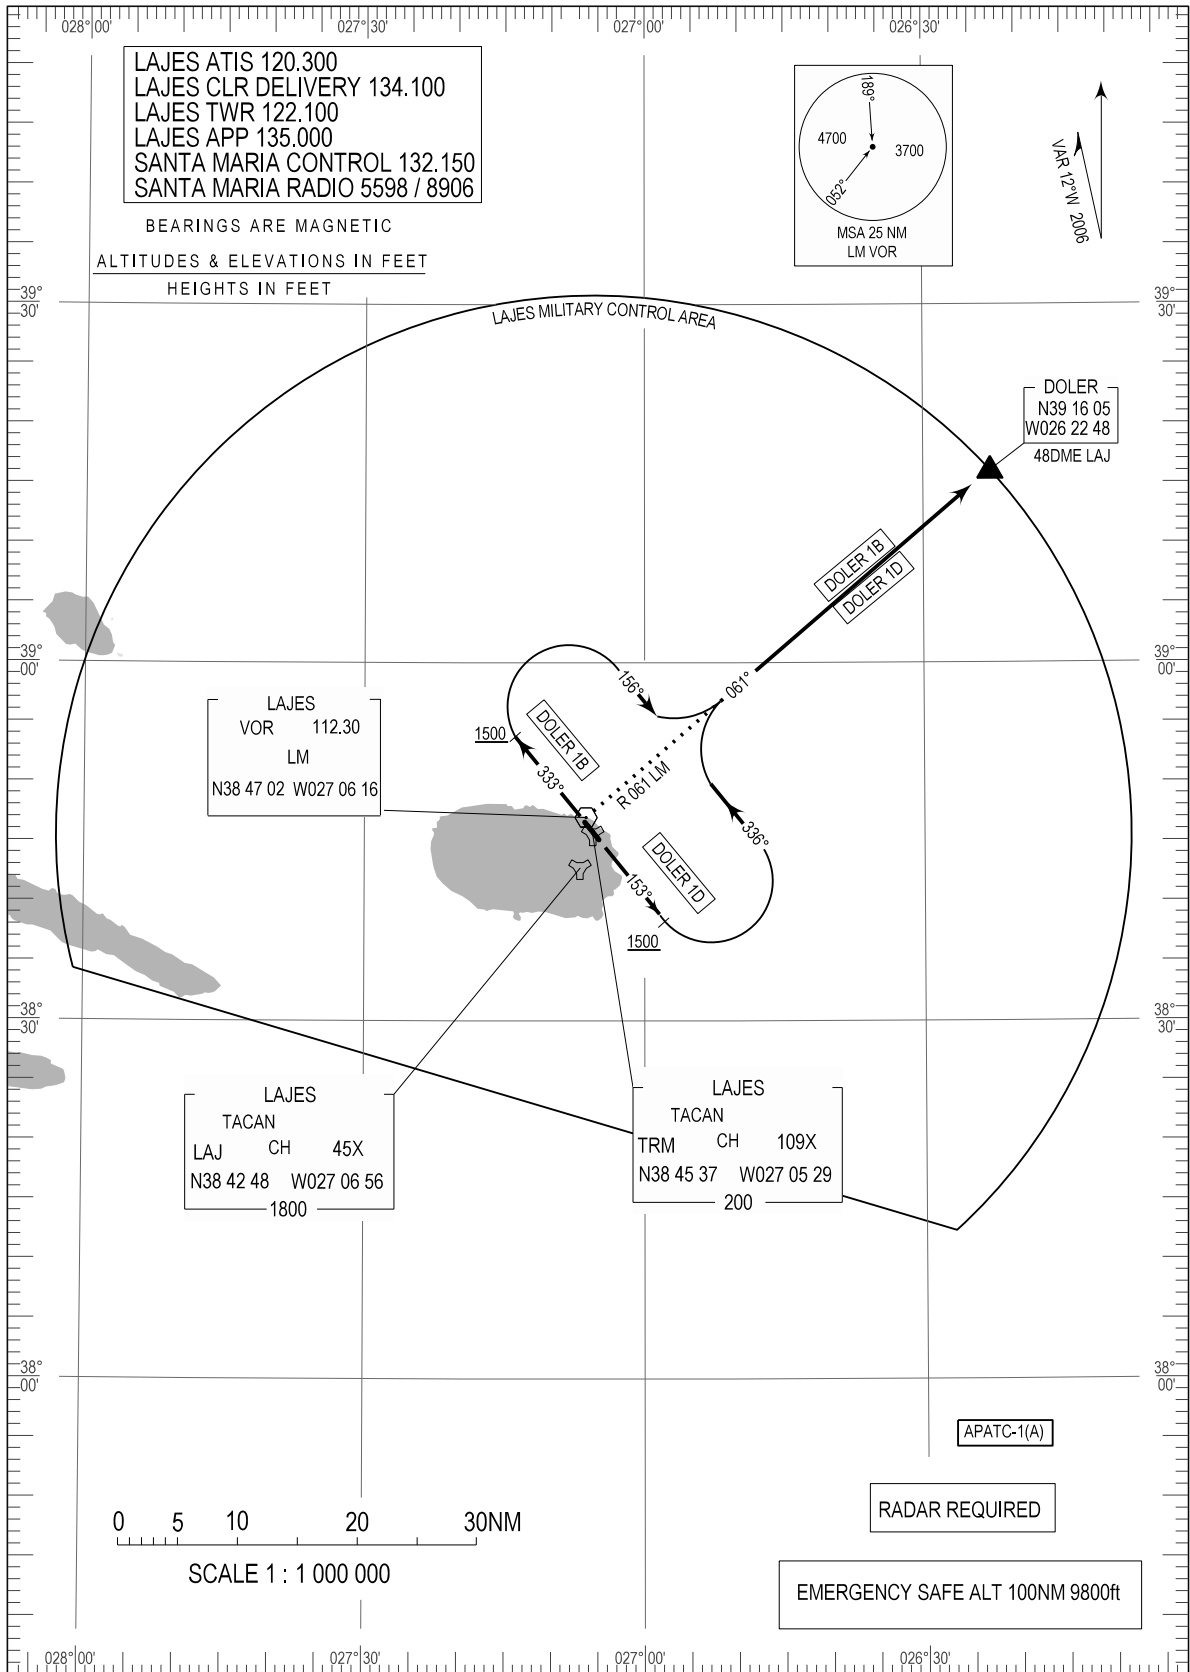 028°00'
027°30'
027°00'
026°30'
LAJES ATIS 120.300
LAJES CLR DELIVERY 134.100
LAJES TWR 122.100
LAJES APP 135.000
SANTA MARIA CONTROL 132.150
SANTA MARIA RADIO 5598 / 8906
BEARINGS ARE MAGNETIC
ALTITUDES & ELEVATIONS IN FEET
HEIGHTS IN FEET
189°
4700
3700
052°
MSA 25 NM
LM VOR
VAR 12°W 2006
39°
30'
39°
30'
LAJES MILITARY CONTROL AREA
DOLER
N39 16 05
W026 22 48
48DME LAJ
DOLER 1B
DOLER 1D
39°
00'
39°
00'
156°
061°
LAJES
VOR 112.30
LM
N38 47 02 W027 06 16
1500
DOLER 1B
333°
R 061 LM
336°
DOLER 1D
153°
1500
38°
30'
38°
30'
LAJES
TACAN
LAJ CH 45X
N38 42 48 W027 06 56
1800
LAJES
TACAN
TRM CH 109X
N38 45 37 W027 05 29
200
38°
00'
38°
00'
APATC-1(A)
RADAR REQUIRED
0 5 10 20 30NM
SCALE 1 : 1 000 000
EMERGENCY SAFE ALT 100NM 9800ft
028°00'
027°30'
027°00'
026°30'